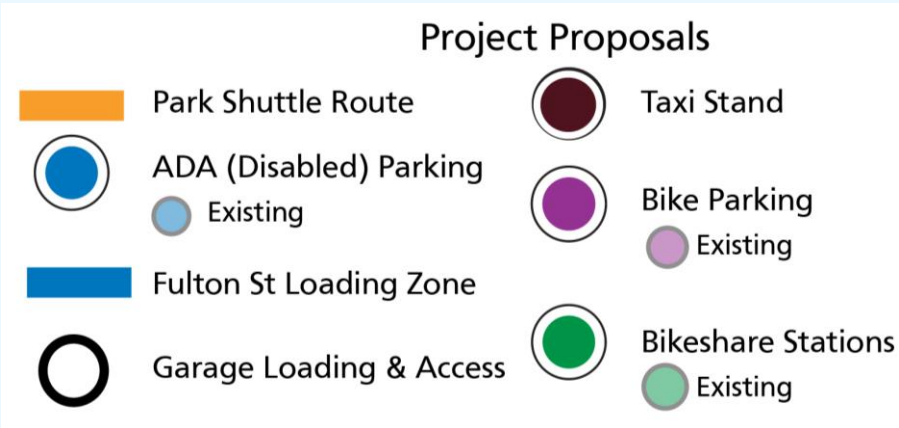 Project Proposals
Park Shuttle Route
ADA (Disabled) Parking
Existing
Fulton St Loading Zone
Garage Loading & Access
Taxi Stand
Bike Parking
Existing
Bikeshare Stations
Existing